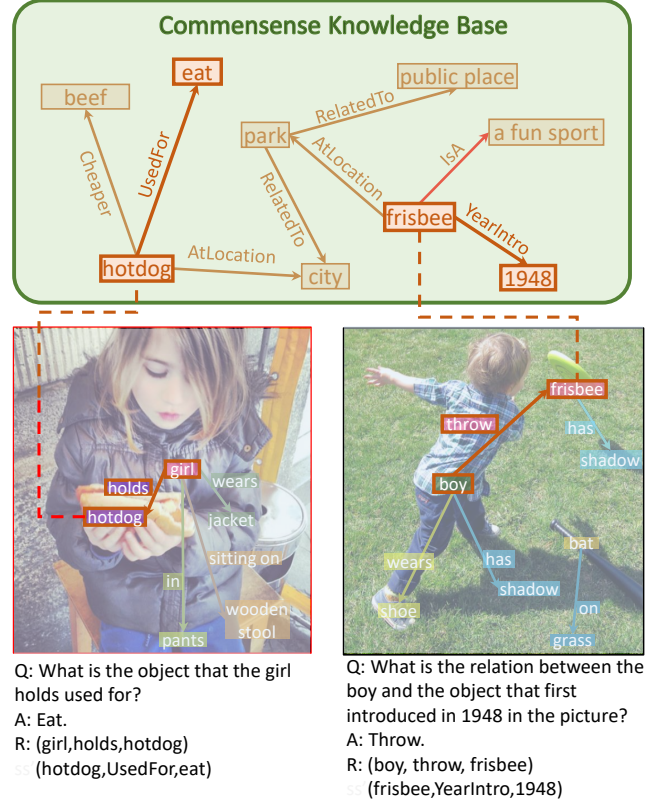 Commensense Knowledge Base
eat
beef
public place
RelatedTo
park
a fun sport
IsA
AtLocation
UsedFor
Cheaper
RelatedTo
frisbee
YearIntro
hotdog
AtLocation
city
1948
girl
holds
wears
hotdog
jacket
sitting on
in
wooden
stool
pants
frisbee
throw
has
shadow
boy
bat
wears
has
shadow
shoe
on
grass
Q: What is the object that the girl
holds used for?
A: Eat.
R: (girl,holds,hotdog)
ss (hotdog,UsedFor,eat)
Q: What is the relation between the
boy and the object that first
introduced in 1948 in the picture?
A: Throw.
R: (boy, throw, frisbee)
ss (frisbee,YearIntro,1948)